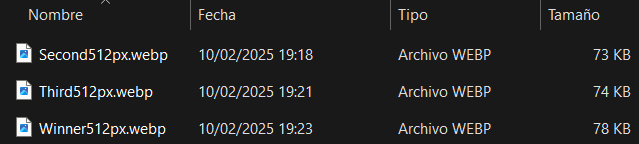 Nombre Fecha Tipo Tamaño
Second512px.webp 10/02/2025 19:18 Archivo WEBP 73 KB
Third512px.webp 10/02/2025 19:21 Archivo WEBP 74 KB
Winner512px.webp 10/02/2025 19:23 Archivo WEBP 78 KB